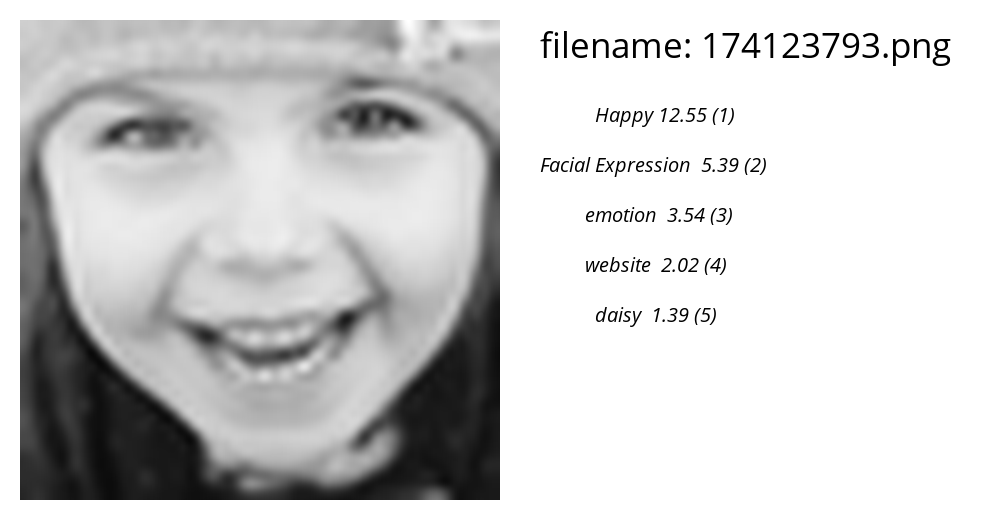 filename: 174123793.png
Happy 12.55 (1)
Facial Expression 5.39 (2)
emotion 3.54 (3)
website 2.02 (4)
daisy 1.39 (5)